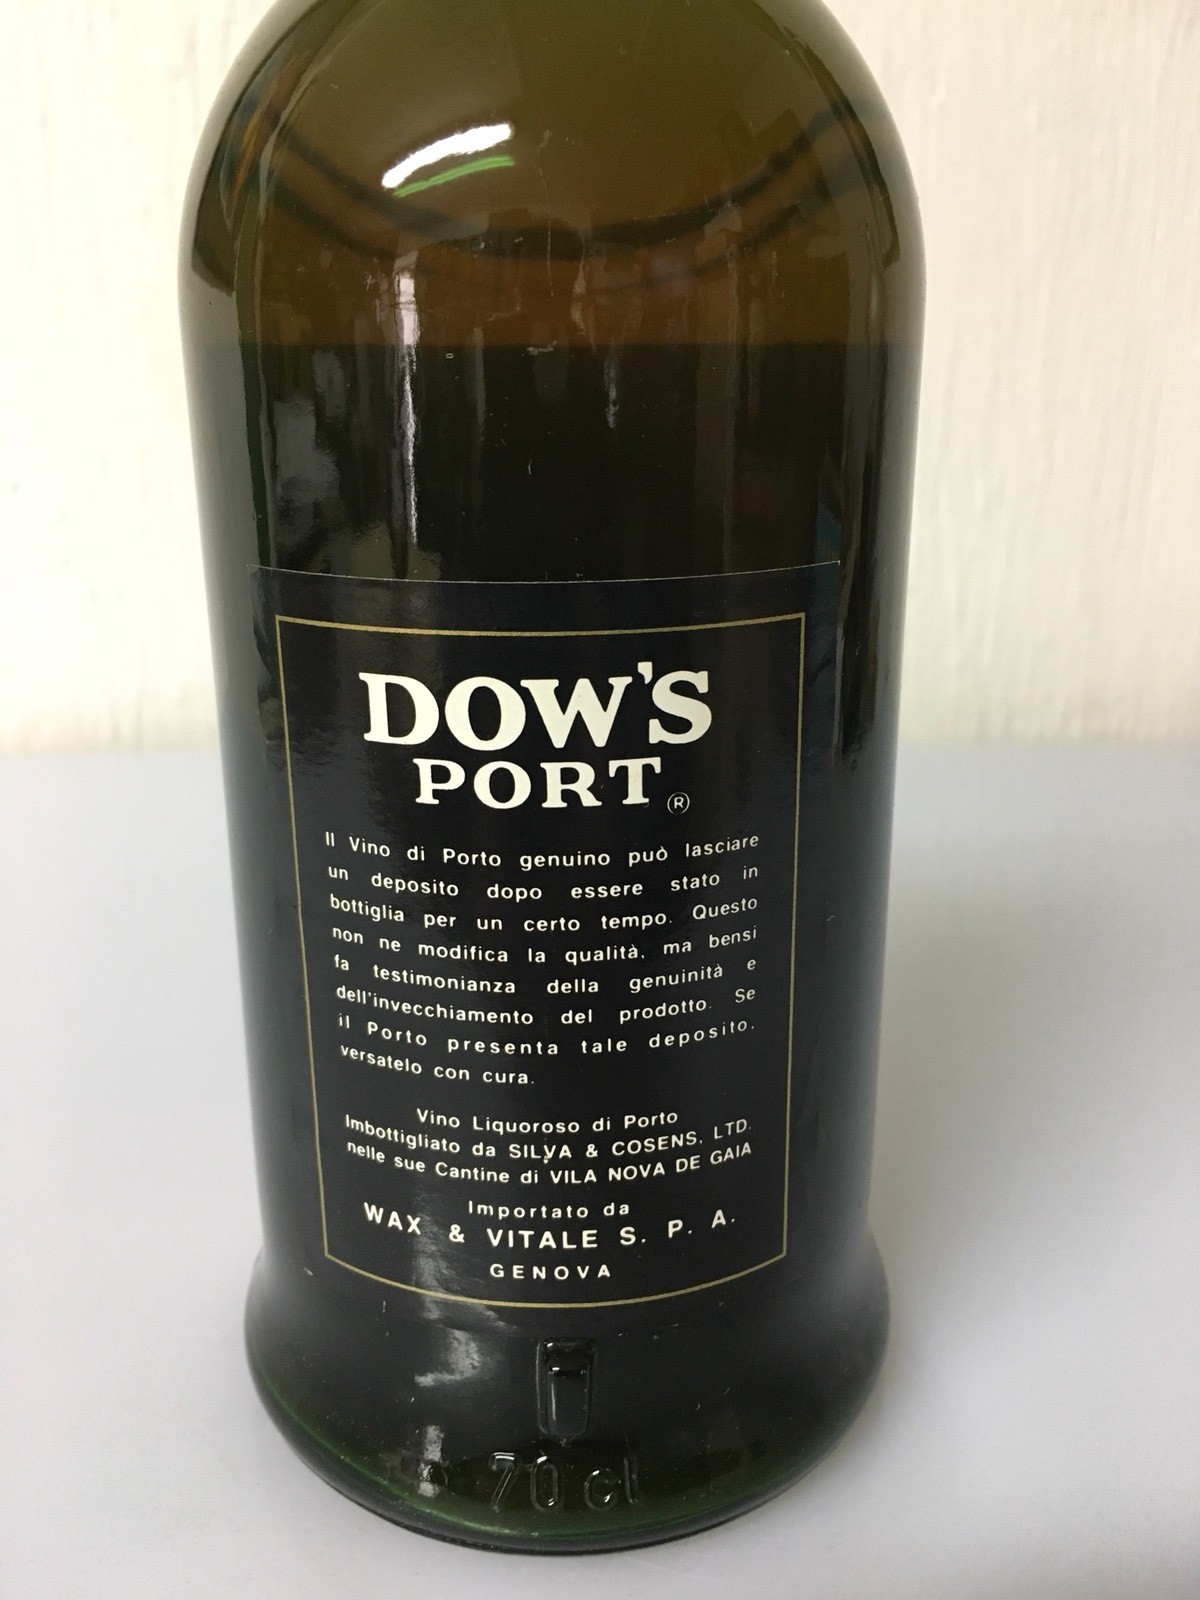 DOW'S
PORT ®
Il Vino di Porto genuino può lasciare
un deposito dopo essere stato in
bottiglia per un certo tempo. Questo
non ne modifica la qualità, ma bensi
fa testimonianza della genuinità e
dell'invecchiamento del prodotto. Se
il Porto presenta tale deposito,
versatelo con cura.
Vino Liquoroso di Porto
Imbottigliato da SILVA & COSENS, LTD.
nelle sue Cantine di VILA NOVA DE GAIA
Importato da
WAX & VITALE S. P. A.
GENOVA
70 cl